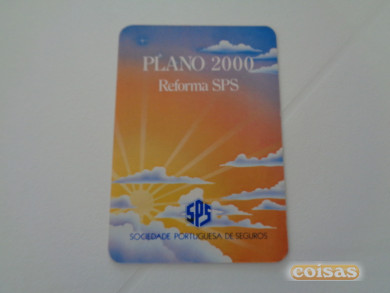 PLANO 2000
Reforma SPS
SPS
SOCIEDADE PORTUGUESA DE SEGUROS
coisas